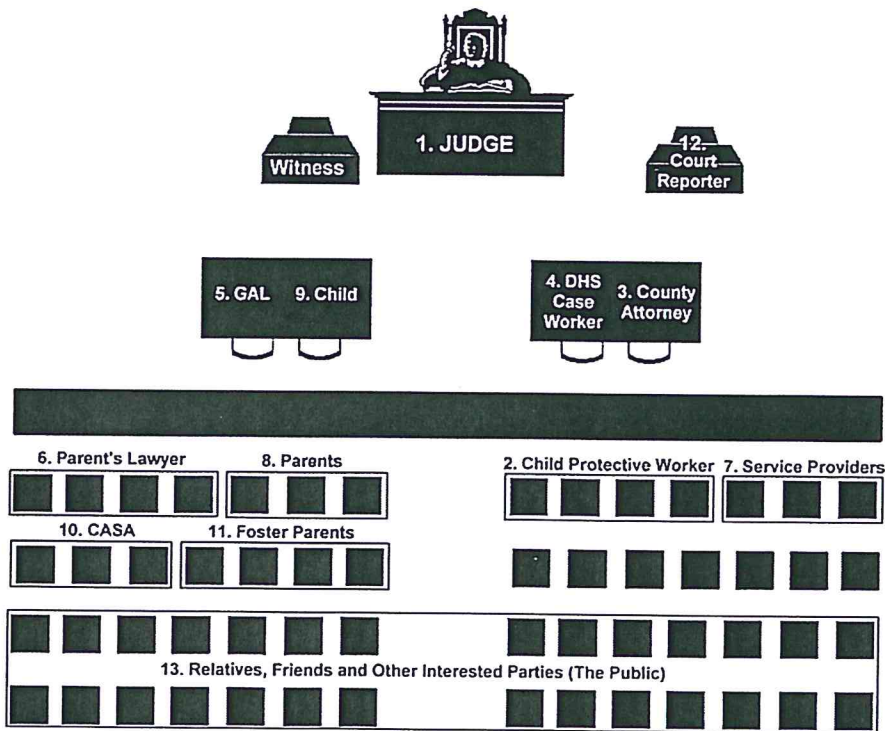 1. JUDGE
Witness
12.
Court
Reporter
5. GAL 9. Child
4. DHS
Case
Worker
3. County
Attorney
6. Parent's Lawyer 8. Parents
2. Child Protective Worker 7. Service Providers
10. CASA 11. Foster Parents
13. Relatives, Friends and Other Interested Parties (The Public)